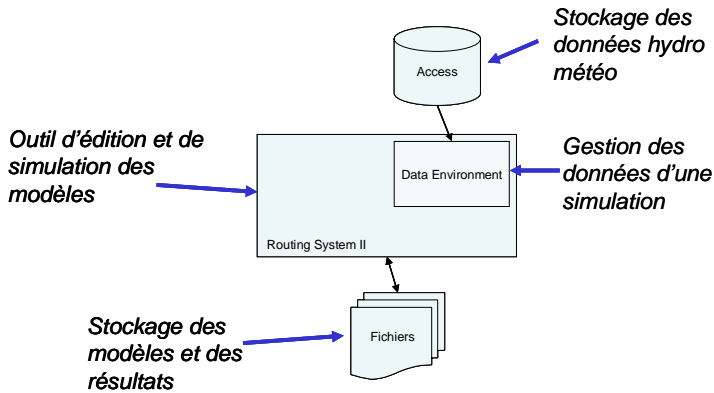 Stockage des
données hydro
météo
Access
Outil d’édition et de
simulation des
modèles
Gestion des
données d’une
simulation
Data Environment
Routing System II
Stockage des
modèles et des
résultats
Fichiers